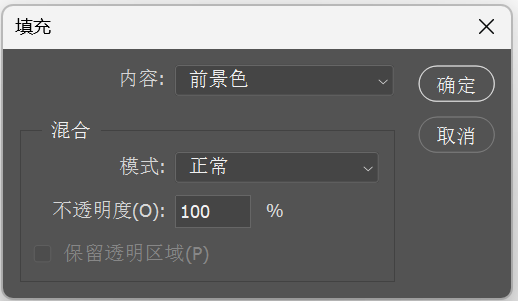 填充
内容: 前景色
确定
混合
取消
模式: 正常
不透明度(O): 100 %
保留透明区域(P)